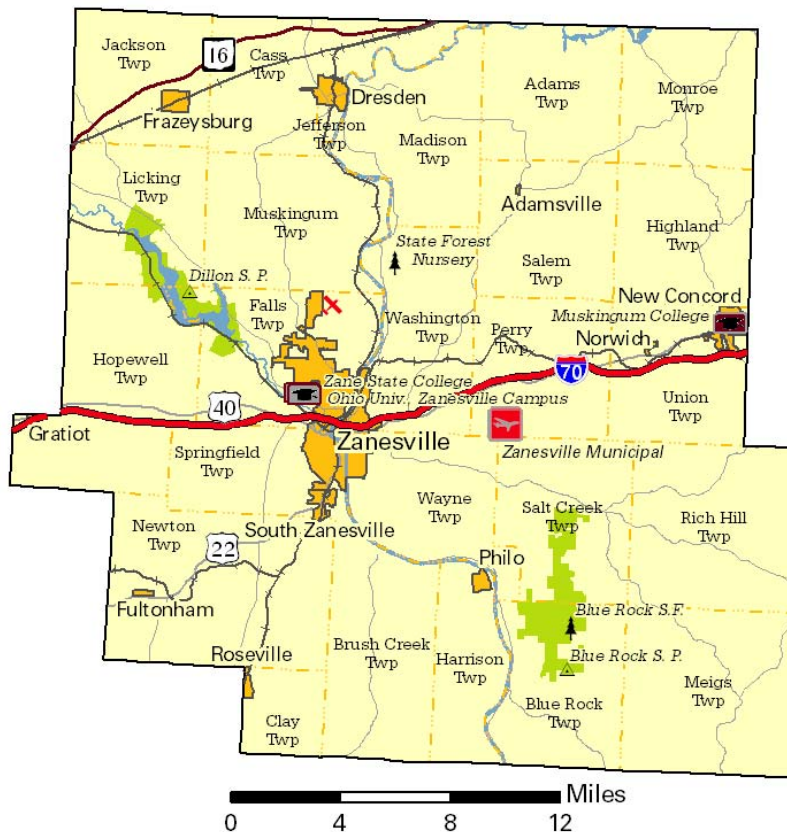 Jackson
Twp
16
Cass
Twp
Adams
Twp
Monroe
Twp
Dresden
Frazeysburg
Jefferson
Twp
Madison
Twp
Licking
Twp
Adamsville
Muskingum
Twp
Highland
Twp
State Forest
Nursery
Salem
Twp
Dillon S. P.
New Concord
Falls
Twp
Washington
Twp
Muskingum College
Perry
Twp
Norwich
Hopewell
Twp
70
Zane State College
Ohio Univ. Zanesville Campus
40
Union
Twp
Gratiot
Zanesville
Springfield
Twp
Zanesville Municipal
Wayne
Twp
Salt Creek
Twp
Rich Hill
Twp
Newton
Twp
South Zanesville
22
Philo
Fultonham
Blue Rock S.F.
Roseville
Brush Creek
Twp
Harrison
Twp
Blue Rock S. P.
Meigs
Twp
Blue Rock
Twp
Clay
Twp
Miles
0 4 8 12